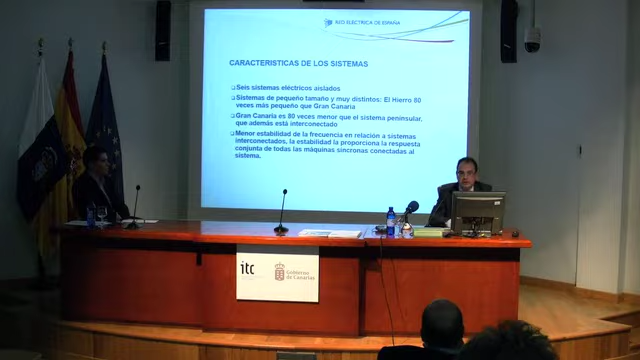 RED ELECTRICA DE ESPAÑA
CARACTERISTICAS DE LOS SISTEMAS
Seis sistemas eléctricos aislados
Sistemas de pequeño tamaño y muy distintos: El Hierro 80
veces más pequeño que Gran Canaria
Gran Canaria es 80 veces menor que el sistema peninsular,
que además está interconectado
Menor estabilidad de la frecuencia en relación a sistemas
interconectados, la estabilidad la proporciona la respuesta
conjunta de todas las máquinas síncronas conectadas al
sistema.
itc
Gobierno
de Canarias